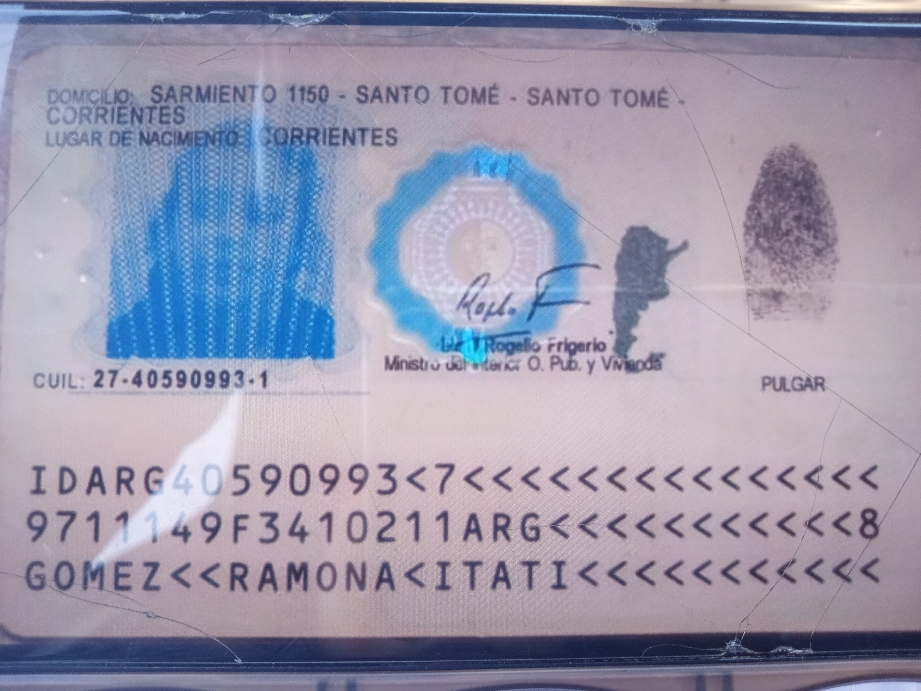 DOMICILIO: SARMIENTO 1150 - SANTO TOMÉ - SANTO TOMÉ -
CORRIENTES
LUGAR DE NACIMIENTO: CORRIENTES
Rogelio Frigerio
Ministro del Interior O. Pub. y Vivienda
CUIL: 27-40590993-1
PULGAR
IDARG40590993<7<<<<<<<<<<<<<<<
9711149F3410211ARG<<<<<<<<<<<8
GOMEZ<<RAMONA<ITATI<<<<<<<<<<<